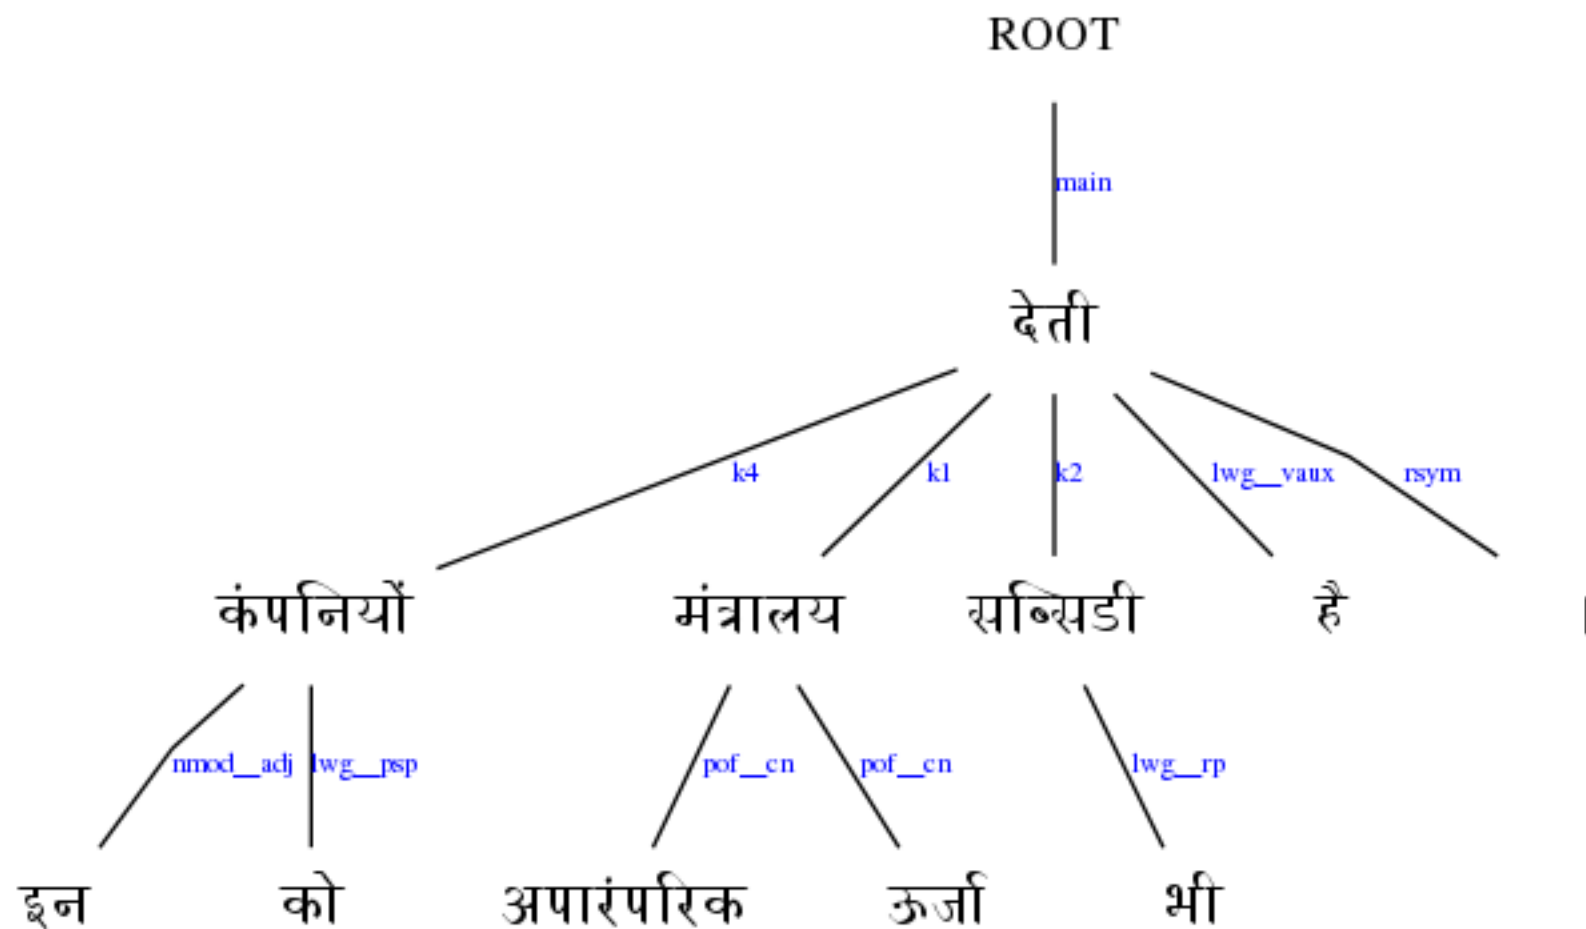 ROOT
main
देती
k4 k1 k2 lwg__vaux rsym
कंपनियों मंत्रालय सब्सिडी है
nmod__adj lwg__psp pof__cn pof__cn lwg__rp
इन को अपारंपरिक ऊर्जा भी